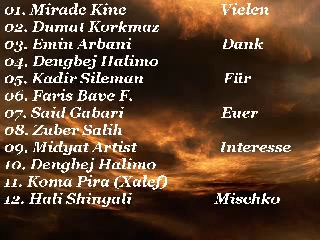 01. Mirade Kine Vielen
02. Dumat Korkmaz
03. Emin Arbani Dank
04. Dengbej Halimo
05. Kadir Sileman Für
06. Faris Bave F.
07. Said Gabari Euer
08. Zuber Salih
09. Midyat Artist Interesse
10. Dengbej Halimo
11. Koma Pira (Xalef)
12. Hali Shingali Mischko